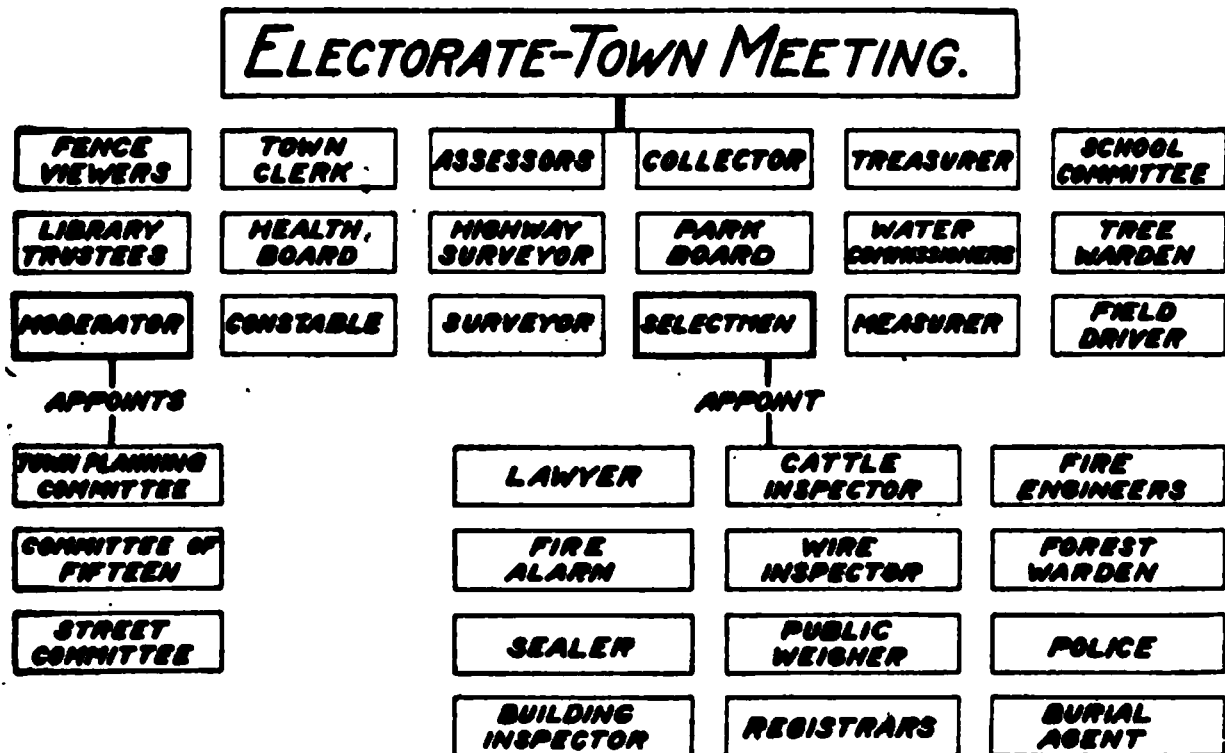 ELECTORATE-TOWN MEETING.
FENCE VIEWERS
TOWN CLERK
ASSESSORS
COLLECTOR
TREASURER
SCHOOL COMMITTEE
LIBRARY TRUSTEES
HEALTH, BOARD
HIGHWAY SURVEYOR
PARK BOARD
WATER COMMISSIONERS
TREE WARDEN
MODERATOR
CONSTABLE
SURVEYOR
SELECTMEN
MEASURER
FIELD DRIVER
APPOINTS
APPOINT
TOWN PLANNING COMMITTEE
LAWYER
CATTLE INSPECTOR
FIRE ENGINEERS
COMMITTEE OF FIFTEEN
FIRE ALARM
WIRE INSPECTOR
FOREST WARDEN
STREET COMMITTEE
SEALER
PUBLIC WEIGHER
POLICE
BUILDING INSPECTOR
REGISTRARS
BURIAL AGENT